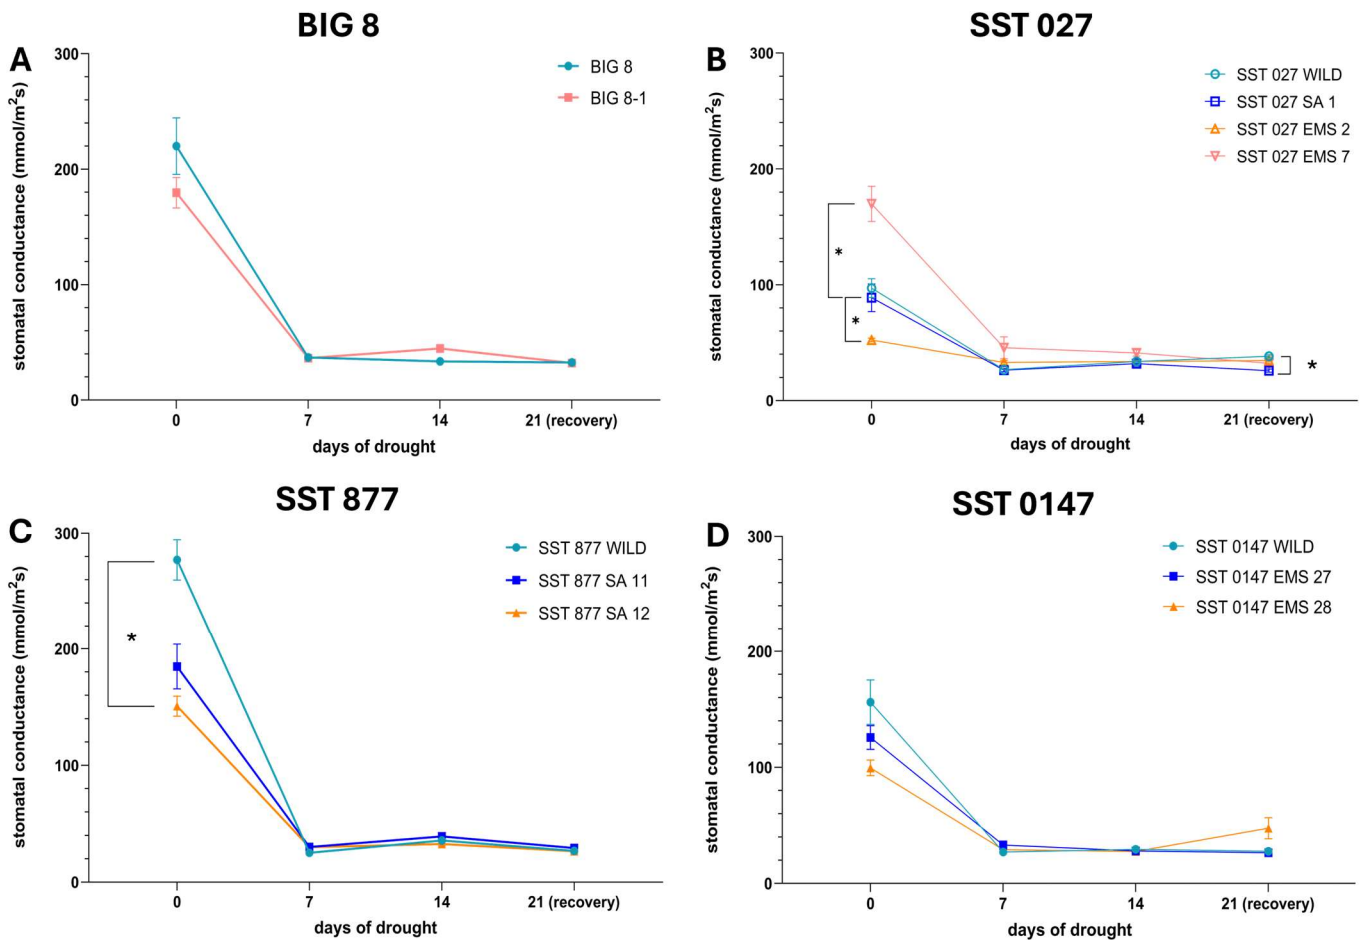 BIG 8
A
300
200
100
0
stomatal conductance (mmol/m²s)
BIG 8
BIG 8-1
0
7
14
21 (recovery)
days of drought
SST 027
B
300
200
100
0
stomatal conductance (mmol/m²s)
SST 027 WILD
SST 027 SA 1
SST 027 EMS 2
SST 027 EMS 7
*
*
*
0
7
14
21 (recovery)
days of drought
SST 877
C
300
200
100
0
stomatal conductance (mmol/m²s)
SST 877 WILD
SST 877 SA 11
SST 877 SA 12
*
0
7
14
21 (recovery)
days of drought
SST 0147
D
300
200
100
0
stomatal conductance (mmol/m²s)
SST 0147 WILD
SST 0147 EMS 27
SST 0147 EMS 28
0
7
14
21 (recovery)
days of drought